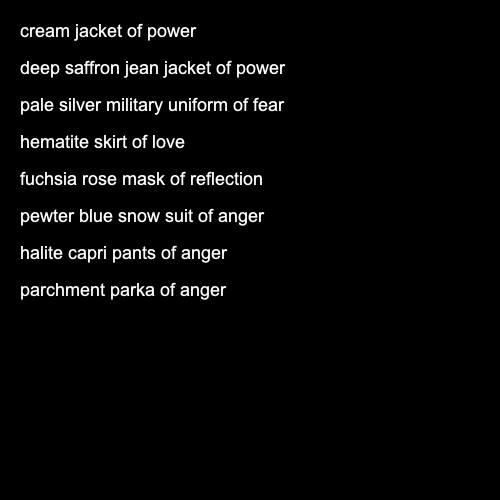 cream jacket of power
deep saffron jean jacket of power
pale silver military uniform of fear
hematite skirt of love
fuchsia rose mask of reflection
pewter blue snow suit of anger
halite capri pants of anger
parchment parka of anger